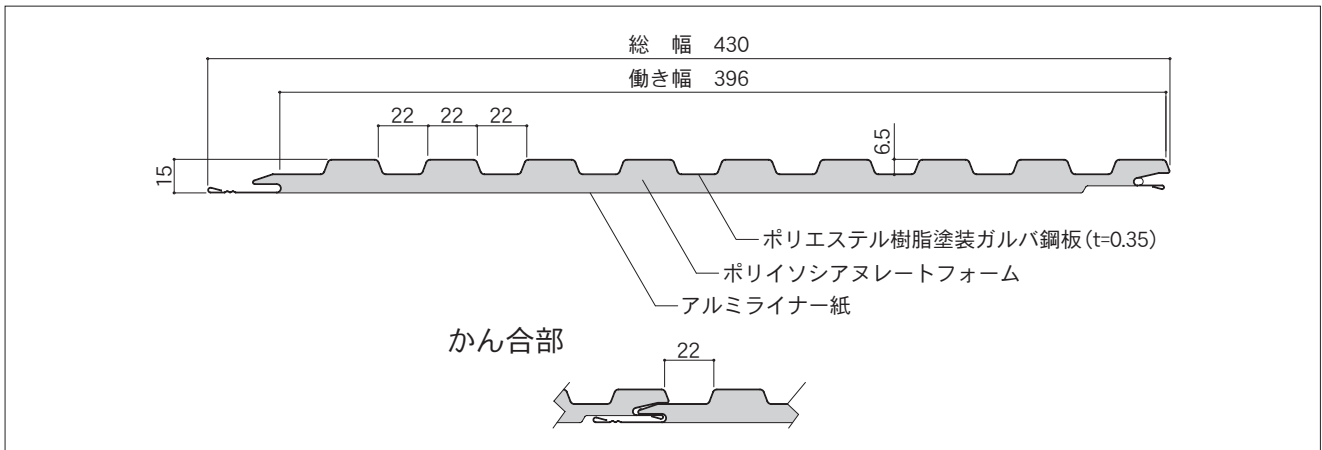 総　幅　430
働き幅　396
22 22 22
6.5
15
ポリエステル樹脂塗装ガルバ鋼板(t=0.35)
ポリイソシアヌレートフォーム
アルミライナー紙
かん合部
22